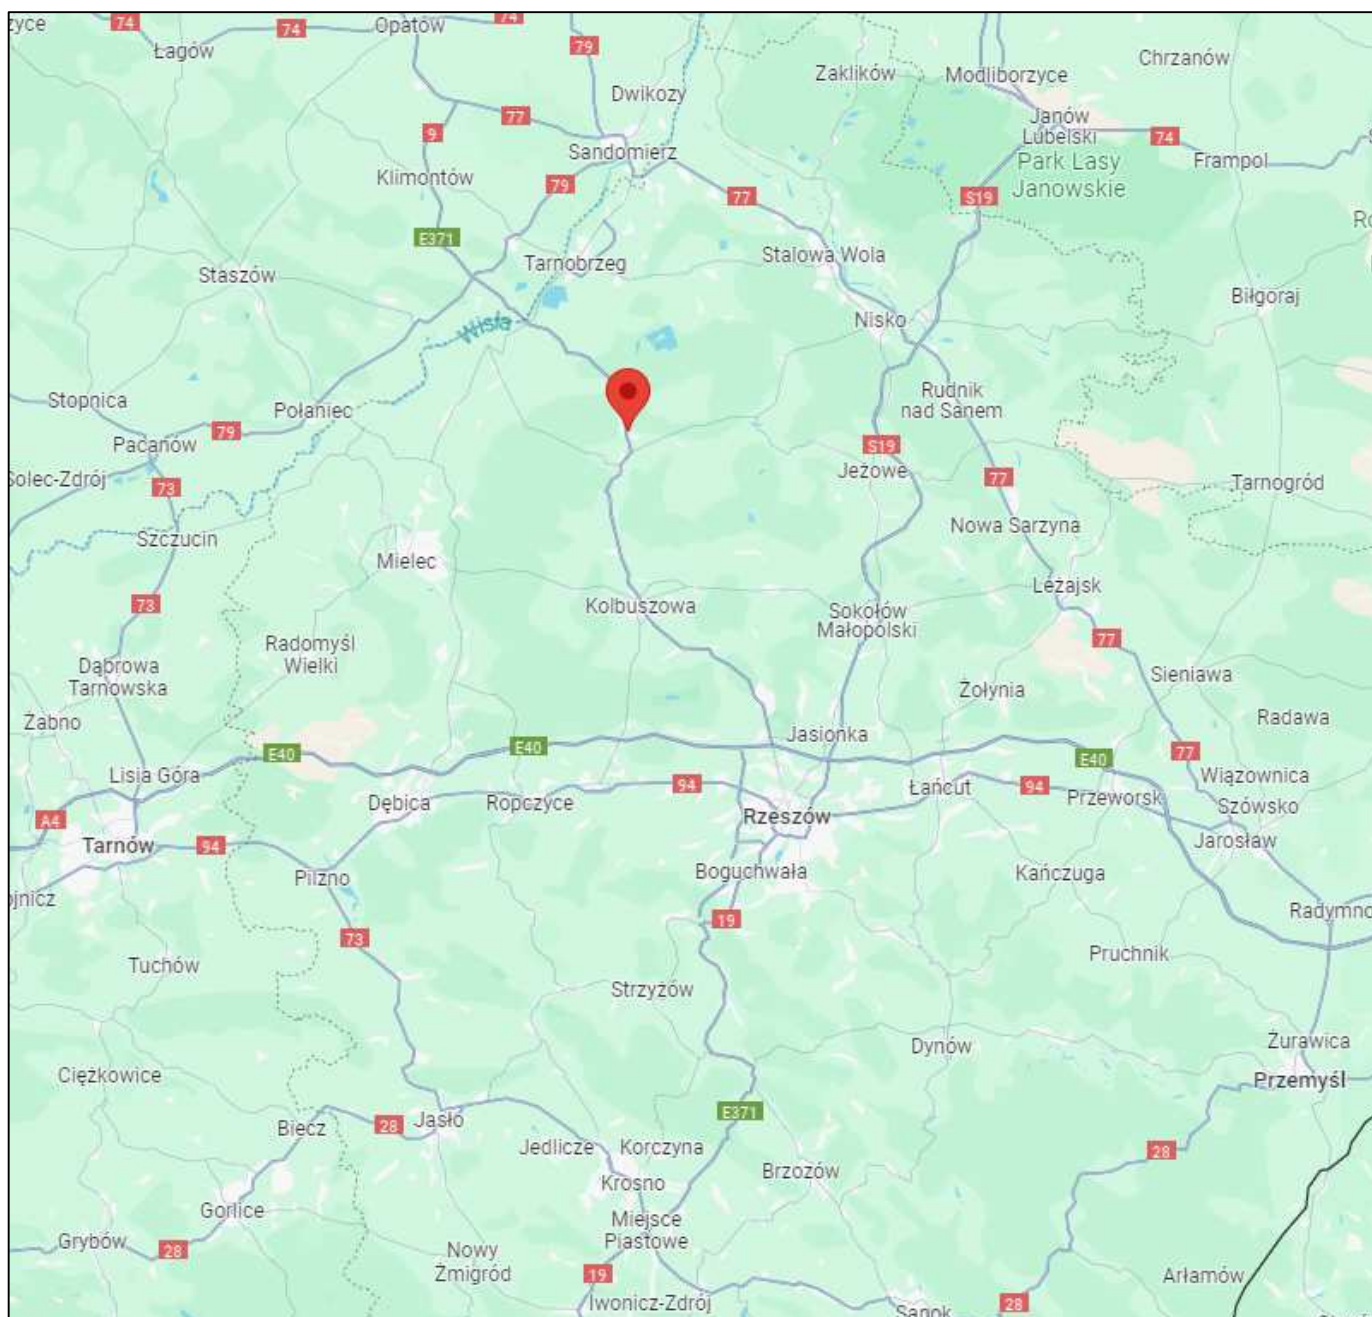 74
74
74
Opatów
Łagów
79
Chrzanów
Zaklików
Modliborzyce
Dwikozy
77
Janów
Lubelski
9
74
Sandomierz
Frampol
Park Lasy
Janowskie
Klimontów
79
77
S19
E371
Stalowa Wola
Tarnobrzeg
Staszów
Biłgoraj
Wisła
Nisko
Rudnik
nad Sanem
Stopnica
Połaniec
79
Pacanów
S19
Jeżowe
Solec-Zdrój
73
77
Tarnogród
Nowa Sarzyna
Szczucin
Mielec
Leżajsk
73
Kolbuszowa
Sokołów
Małopolski
77
Radomyśl
Wielki
Dąbrowa
Tarnowska
Sieniawa
Żołynia
Żabno
Radawa
Jasionka
E40
E40
77
E40
Lisia Góra
Wiązownica
94
Łańcut
94
Dębica
Ropczyce
Przeworsk
Szówsko
A4
Rzeszów
Tarnów
94
Jarosław
Boguchwała
Kańczuga
Pilzno
ojnicz
19
Radymno
73
Pruchnik
Tuchów
Strzyżów
Dynów
Żurawica
Ciężkowice
Przemyśl
E371
Jasło
28
Biecz
Jedlicze
Korczyna
28
Brzozów
Krosno
Gorlice
Miejsce
Piastowe
Grybów
28
Nowy
Żmigród
19
Arłamów
Iwonicz-Zdrój
28
Sanok